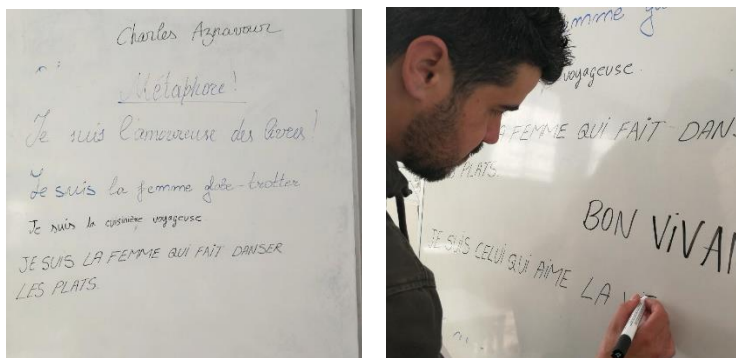 Charles Aznavour
Métaphore!
Je suis l'amoureuse des livres!
Je suis la femme globe-trotter
Je suis la cuisinière voyageuse
JE SUIS LA FEMME QUI FAIT DANSER
LES PLATS.
voyageuse
FEMME QUI FAIT DANS
PLATS.
BON VIVAN
JE SUIS CELUI QUI AIME LA